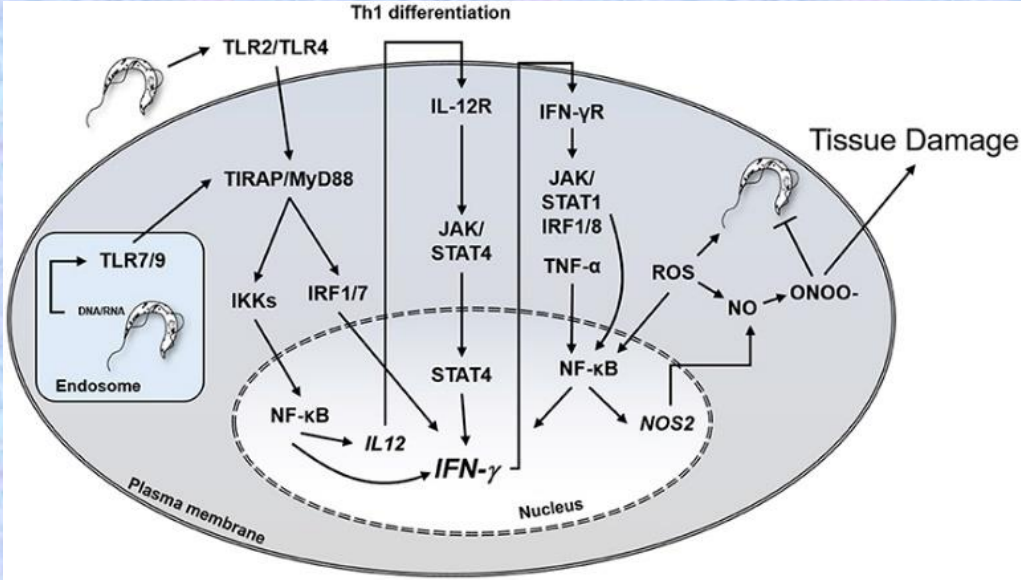 Th1 differentiation
TLR2/TLR4
IL-12R
IFN-γR
Tissue Damage
TIRAP/MyD88
JAK/
STAT1
IRF1/8
JAK/
STAT4
TLR7/9
TNF-α
ROS
IKKs
IRF1/7
NO
ONOO-
DNA/RNA
Endosome
STAT4
NF-κB
NF-κB
IL12
NOS2
IFN-γ
Plasma membrane
Nucleus